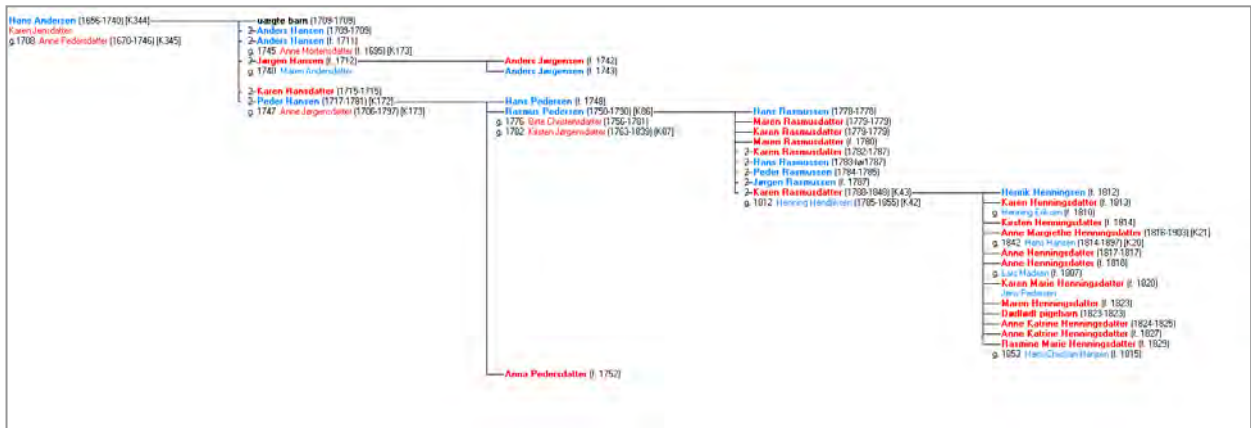 Hans Andersen (1656-1740) [K344]
Karen Jensdatter
g. 1708 Anne Pedersdatter (1670-1746) [K345]
uægte barn (1709-1709)
2-Anders Hansen (1709-1709)
2-Anders Hansen (f. 1711)
g. 1745 Anne Mortensdatter (f. 1695) [K173]
2-Jørgen Hansen (f. 1712)
g. 1740 Maren Andersdatter
2-Karen Hansdatter (1715-1715)
2-Peder Hansen (1717-1781) [K172]
g. 1747 Anne Jørgensdatter (1706-1797) [K173]
Anders Jørgensen (f. 1742)
Anders Jørgensen (f. 1743)
Hans Pedersen (f. 1748)
Rasmus Pedersen (1750-1790) [K86]
g. 1776 Birte Christensdatter (1756-1781)
g. 1782 Kirsten Jørgensdatter (1763-1839) [K87]
Anna Pedersdatter (f. 1752)
Hans Rasmussen (1778-1778)
Maren Rasmusdatter (1779-1779)
Karen Rasmusdatter (1779-1779)
Maren Rasmusdatter (f. 1780)
2-Karen Rasmusdatter (1782-1787)
2-Hans Rasmussen (1783-før1787)
2-Peder Rasmussen (1784-1785)
2-Jørgen Rasmussen (f. 1787)
2-Karen Rasmusdatter (1788-1848) [K43]
g. 1812 Henning Hendriksen (1785-1855) [K42]
Henrik Henningsen (f. 1812)
Karen Henningsdatter (f. 1813)
g. Henning Eriksen (f. 1810)
Kirsten Henningsdatter (f. 1814)
Anne Margrethe Henningsdatter (1816-1903) [K21]
g. 1842 Hans Hansen (1814-1897) [K20]
Anne Henningsdatter (1817-1817)
Anne Henningsdatter (f. 1818)
g. Lars Madsen (f. 1807)
Karen Marie Henningsdatter (f. 1820)
Jens Pedersen
Maren Henningsdatter (f. 1823)
Dødfødt pigebarn (1823-1823)
Anne Katrine Henningsdatter (1824-1825)
Anne Katrine Henningsdatter (f. 1827)
Rasmine Marie Henningsdatter (f. 1829)
g. 1853 Hans Christian Hansen (f. 1815)